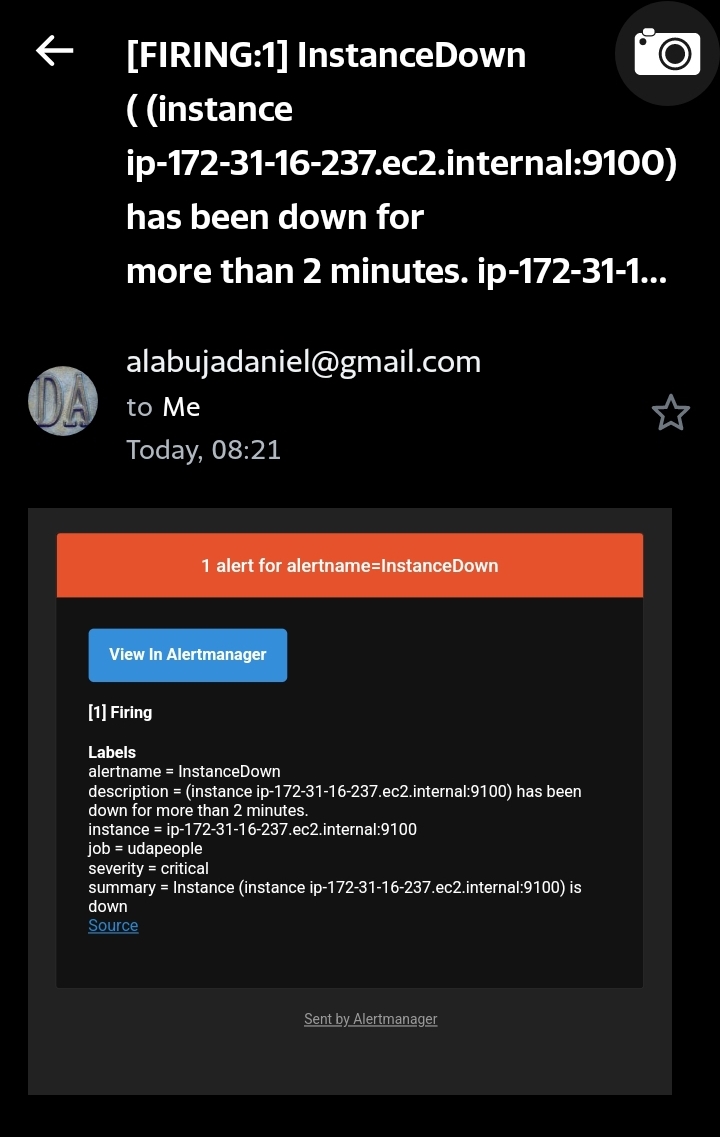 [FIRING:1] InstanceDown
( (instance
ip-172-31-16-237.ec2.internal:9100)
has been down for
more than 2 minutes. ip-172-31-1...
alabujadaniel@gmail.com
to Me
Today, 08:21
DA
1 alert for alertname=InstanceDown
View In Alertmanager
[1] Firing
Labels
alertname = InstanceDown
description = (instance ip-172-31-16-237.ec2.internal:9100) has been
down for more than 2 minutes.
instance = ip-172-31-16-237.ec2.internal:9100
job = udapeople
severity = critical
summary = Instance (instance ip-172-31-16-237.ec2.internal:9100) is
down
Source
Sent by Alertmanager